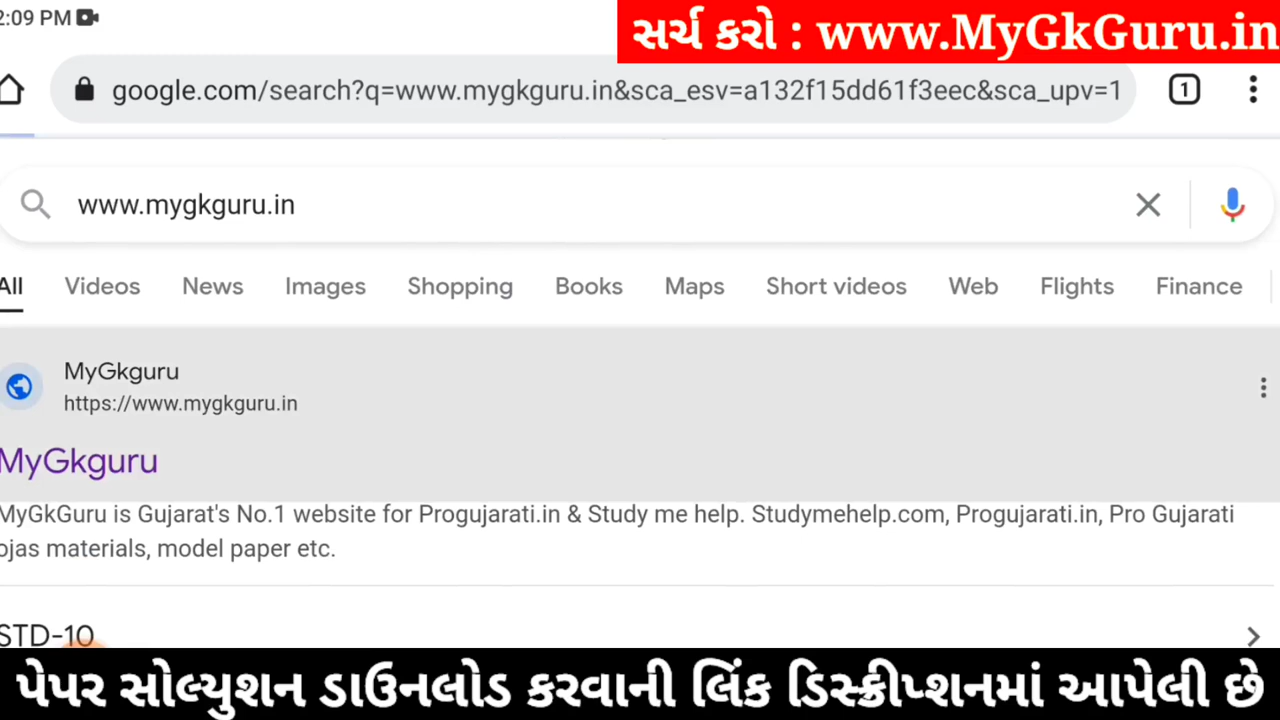 2:09 PM
સર્ચ કરો : www.MyGkGuru.in
google.com/search?q=www.mygkguru.in&sca_esv=a132f15dd61f3eec&sca_upv=1
1
www.mygkguru.in
All Videos News Images Shopping Books Maps Short videos Web Flights Finance
MyGkguru
https://www.mygkguru.in
MyGkguru
MyGkGuru is Gujarat's No.1 website for Progujarati.in & Study me help. Studymehelp.com, Progujarati.in, Pro Gujarati
ojas materials, model paper etc.
STD-10
પેપર સોલ્યુશન ડાઉનલોડ કરવાની લિંક ડિસ્ક્રીપ્શનમાં આપેલી છે